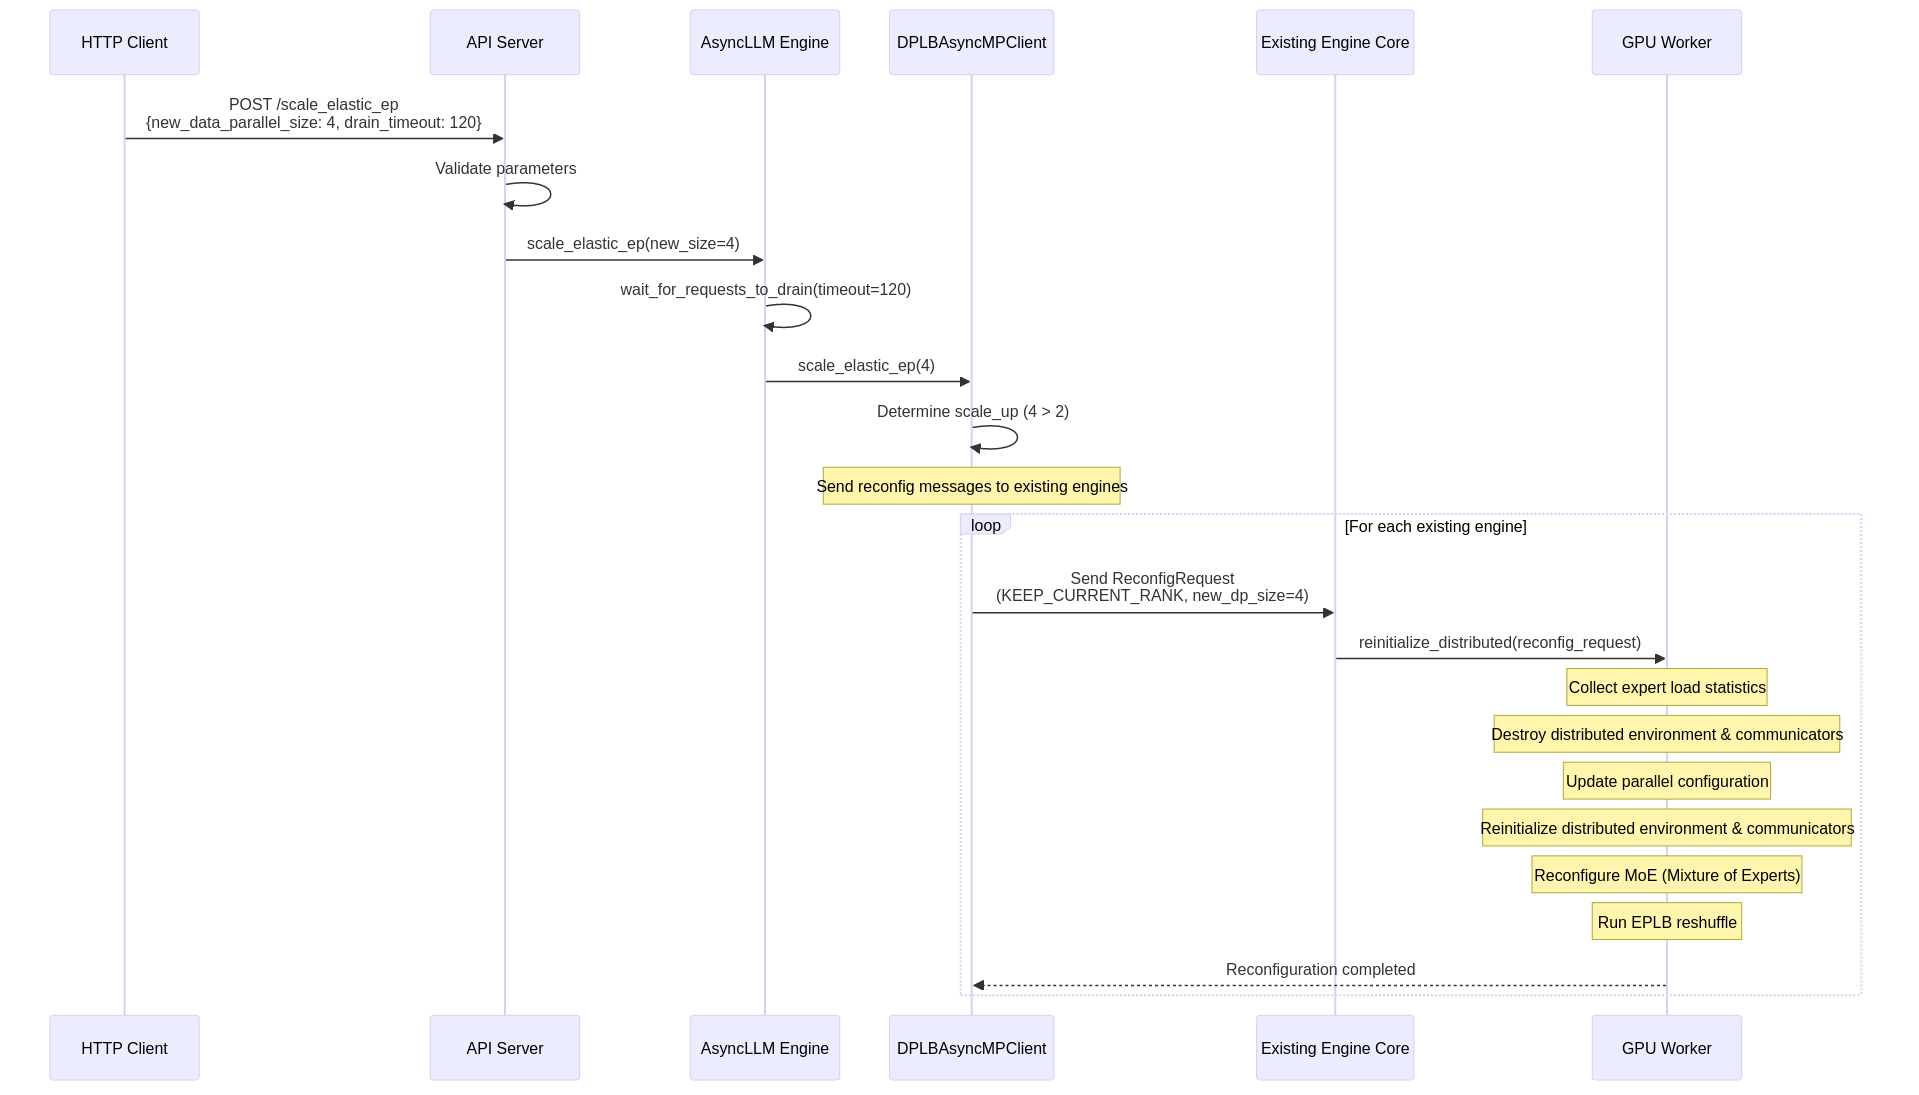 HTTP Client
API Server
AsyncLLM Engine
DPLBAsyncMPClient
Existing Engine Core
GPU Worker
POST /scale_elastic_ep
{new_data_parallel_size: 4, drain_timeout: 120}
Validate parameters
scale_elastic_ep(new_size=4)
wait_for_requests_to_drain(timeout=120)
scale_elastic_ep(4)
Determine scale_up (4 > 2)
Send reconfig messages to existing engines
loop
[For each existing engine]
Send ReconfigRequest
(KEEP_CURRENT_RANK, new_dp_size=4)
reinitialize_distributed(reconfig_request)
Collect expert load statistics
Destroy distributed environment & communicators
Update parallel configuration
Reinitialize distributed environment & communicators
Reconfigure MoE (Mixture of Experts)
Run EPLB reshuffle
Reconfiguration completed
HTTP Client
API Server
AsyncLLM Engine
DPLBAsyncMPClient
Existing Engine Core
GPU Worker